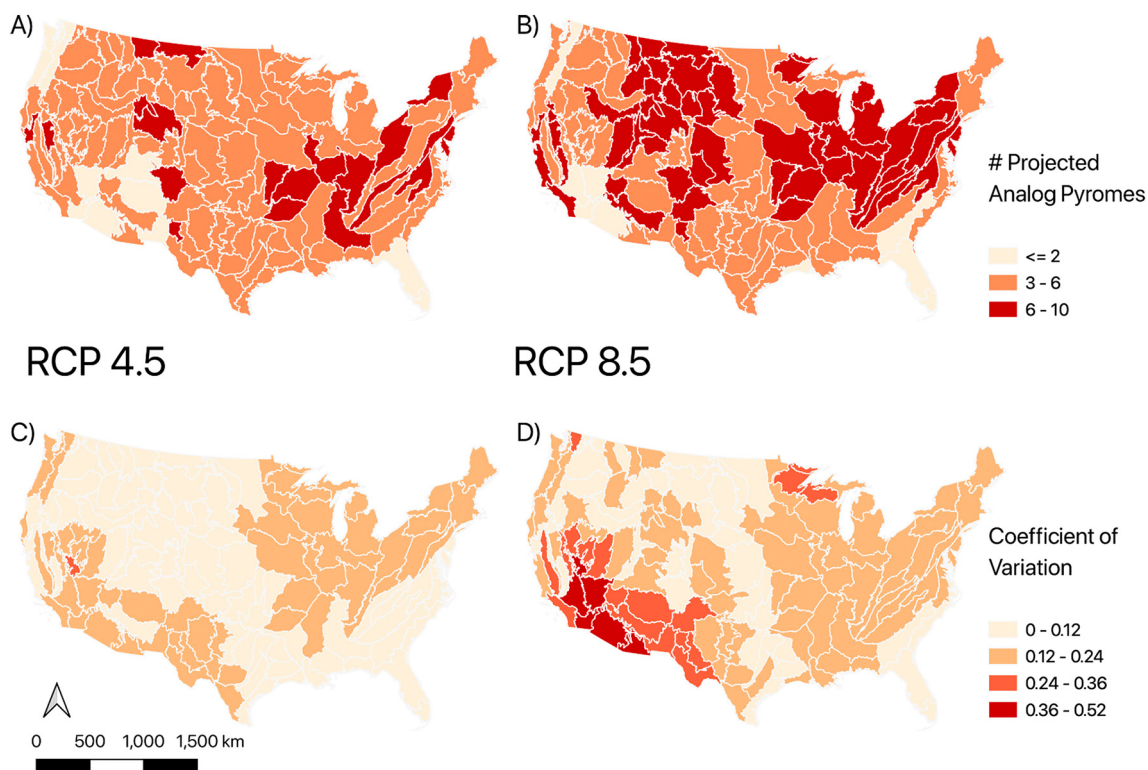 A)
B)
# Projected
Analog Pyromes
<= 2
3 - 6
6 - 10
RCP 4.5
RCP 8.5
C)
D)
Coefficient of
Variation
0 - 0.12
0.12 - 0.24
0.24 - 0.36
0.36 - 0.52
0 500 1,000 1,500 km